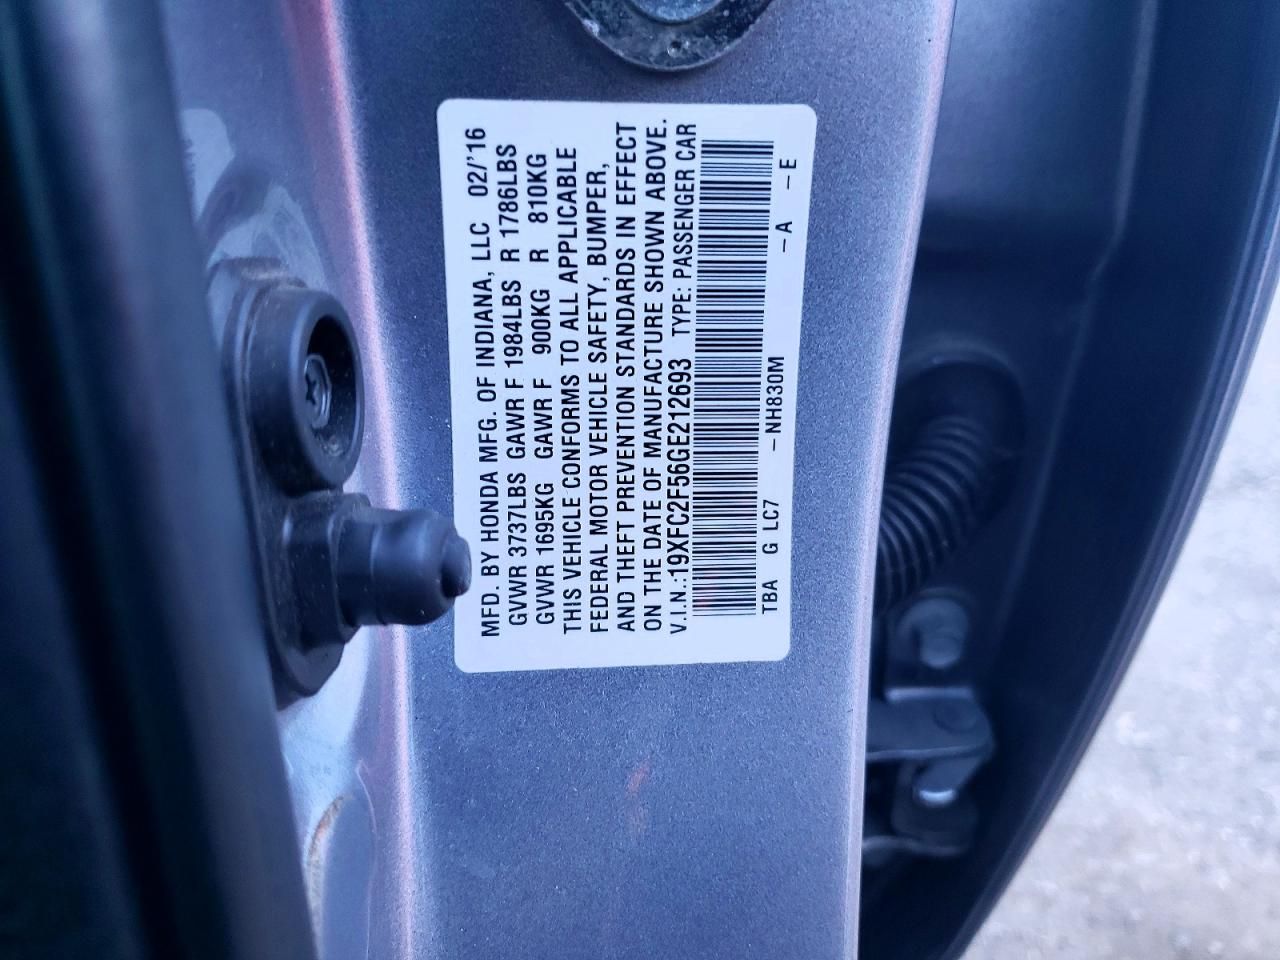 MFD. BY HONDA MFG. OF INDIANA, LLC 02/'16
GVWR 3737LBS GAWR F 1984LBS R 1786LBS
GVWR 1695KG GAWR F 900KG R 810KG
THIS VEHICLE CONFORMS TO ALL APPLICABLE
FEDERAL MOTOR VEHICLE SAFETY, BUMPER,
AND THEFT PREVENTION STANDARDS IN EFFECT
ON THE DATE OF MANUFACTURE SHOWN ABOVE.
V.I.N.:19XFC2F56GE212693 TYPE: PASSENGER CAR
TBA G LC7 -NH830M -A -E